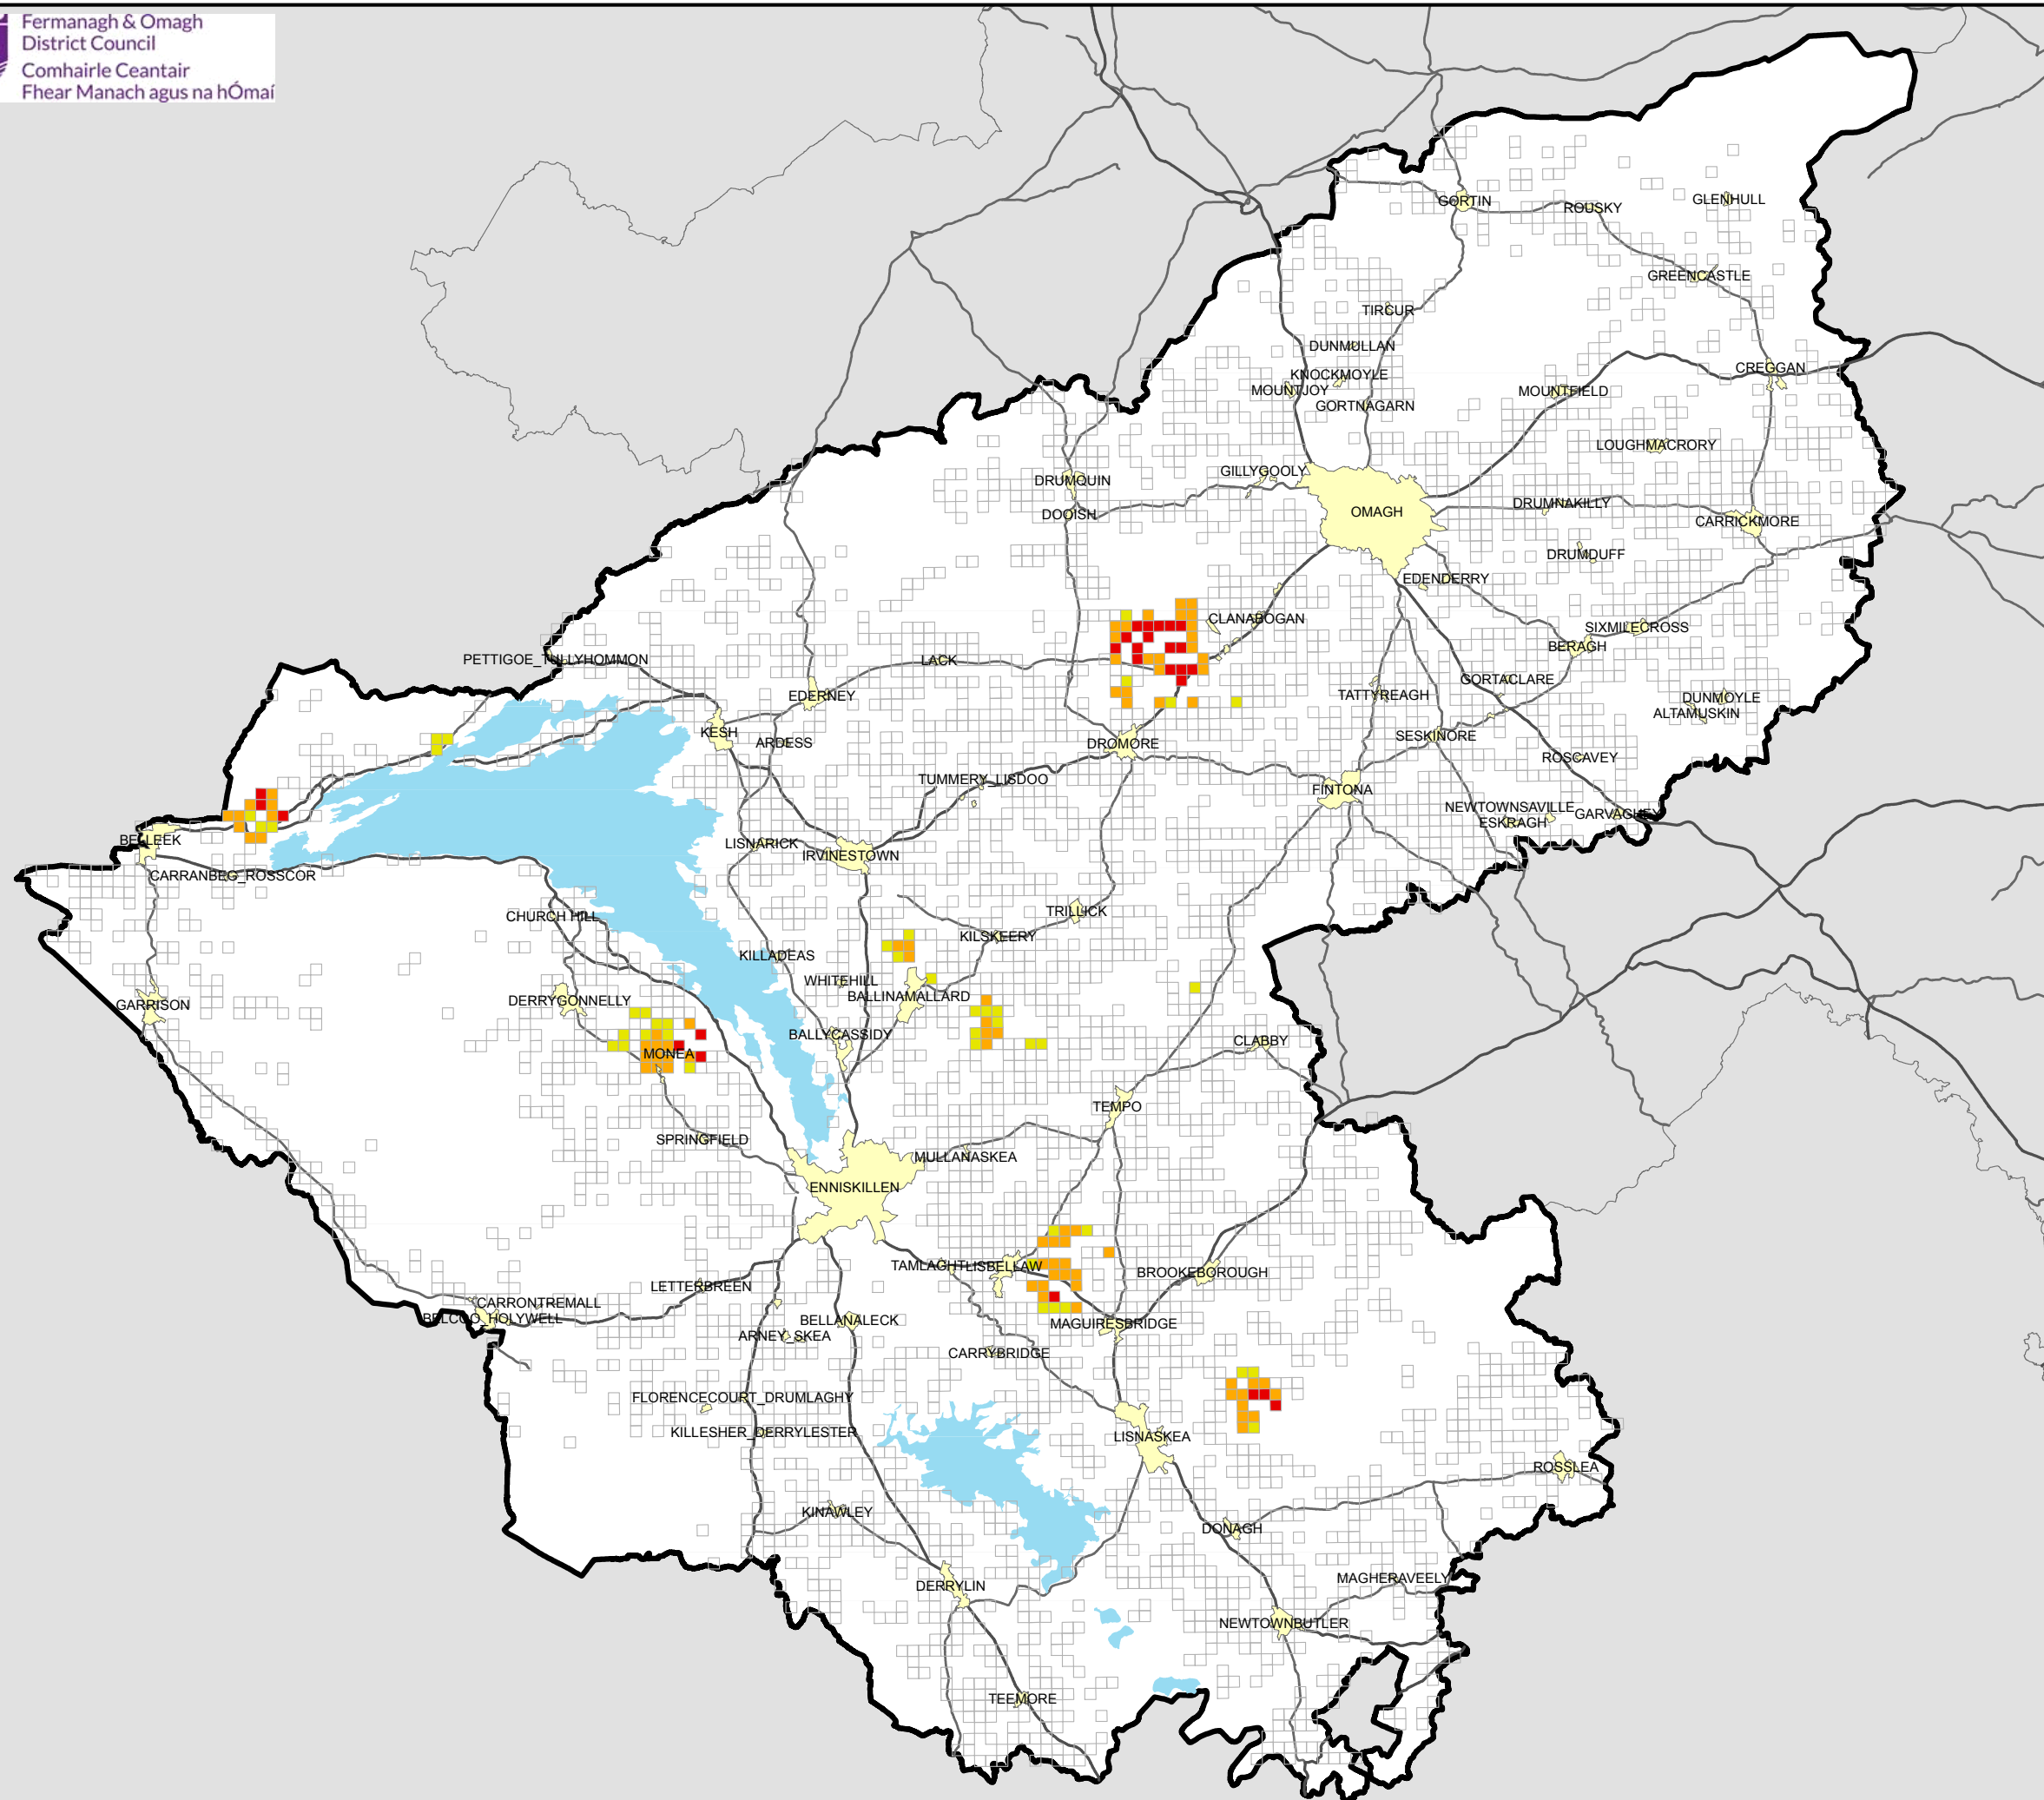 Fermanagh & Omagh
District Council
Comhairle Ceantair
Fhear Manach agus na hÓmaí
GORTIN
ROUSKY
GLENHULL
GREENCASTLE
TIRCUR
DUNMULLAN
KNOCKMOYLE
CREGGAN
MOUNTJOY
MOUNTFIELD
GORTNAGARN
LOUGHMACRORY
GILLYGOOLY
DRUMQUIN
DRUMNAKILLY
OMAGH
DOOISH
CARRICKMORE
DRUMDUFF
EDENDERRY
CLANABOGAN
SIXMILECROSS
BERAGH
PETTIGOE_TULLYHOMMON
LACK
GORTACLARE
EDERNEY
TATTYREAGH
DUNMOYLE
ALTAMUSKIN
KESH
ARDESS
DROMORE
SESKINORE
ROSCAVEY
TUMMERY_LISDOO
FINTONA
NEWTOWNSAVILLE
GARVAGHEY
ESKRAGH
BELLEEK
LISNARICK
IRVINESTOWN
CARRANBEG_ROSSCOR
CHURCH HILL
TRILLICK
KILSKEERY
KILLADEAS
WHITEHILL
BALLINAMALLARD
DERRYGONNELLY
GARRISON
BALLYCASSIDY
CLABBY
MONEA
TEMPO
SPRINGFIELD
MULLANASKEA
ENNISKILLEN
TAMLAGHT
LISBELLAW
BROOKEBOROUGH
LETTERBREEN
CARRONTREMALL
BELCOO_HOLYWELL
BELLANALECK
MAGUIRESBRIDGE
ARNEY_SKEA
CARRYBRIDGE
FLORENCECOURT_DRUMLAGHY
KILLESHER_DERRYLESTER
LISNASKEA
ROSSLEA
KINAWLEY
DONAGH
MAGHERAVEELY
DERRYLIN
NEWTOWNBUTLER
TEEMORE